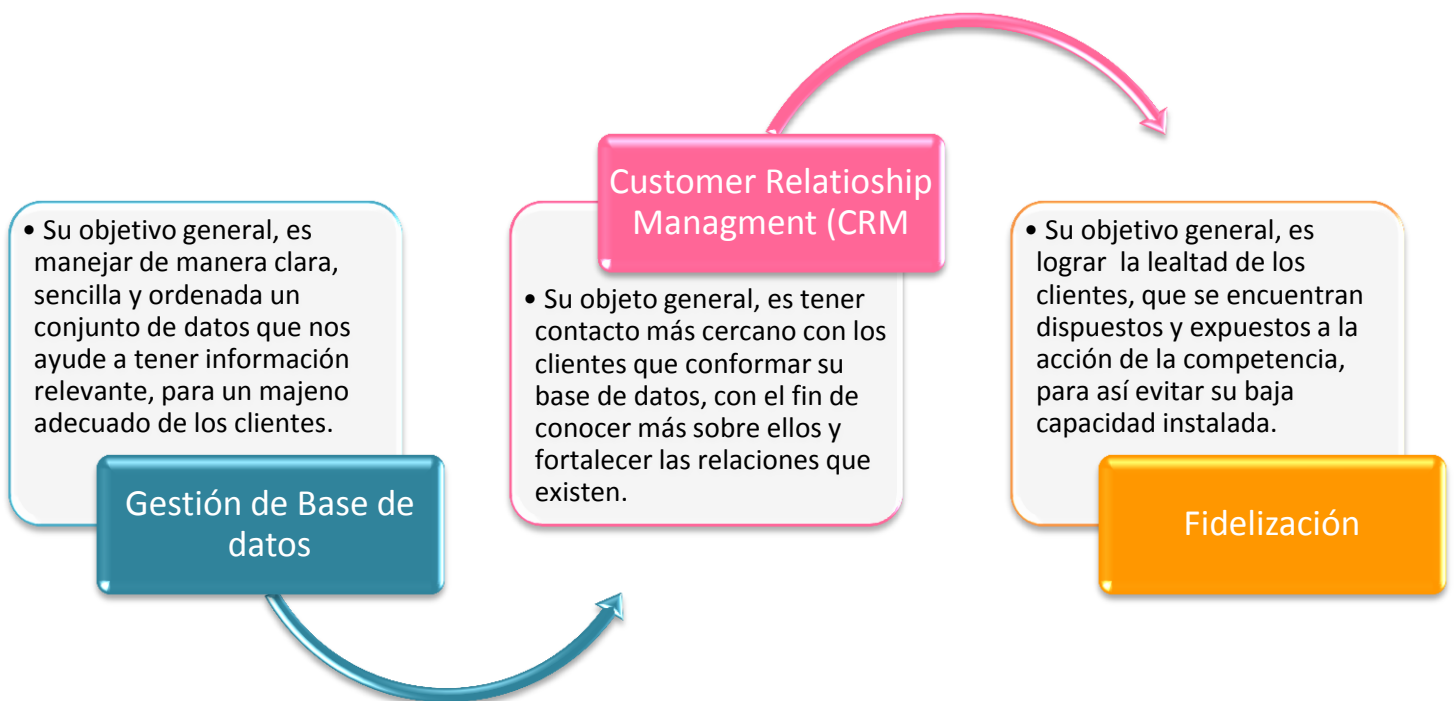 • Su objetivo general, es
manejar de manera clara,
sencilla y ordenada un
conjunto de datos que nos
ayude a tener información
relevante, para un majeno
adecuado de los clientes.
Gestión de Base de
datos
Customer Relatioship
Managment (CRM
• Su objeto general, es tener
contacto más cercano con los
clientes que conformar su
base de datos, con el fin de
conocer más sobre ellos y
fortalecer las relaciones que
existen.
• Su objetivo general, es
lograr  la lealtad de los
clientes, que se encuentran
dispuestos y expuestos a la
acción de la competencia,
para así evitar su baja
capacidad instalada.
Fidelización